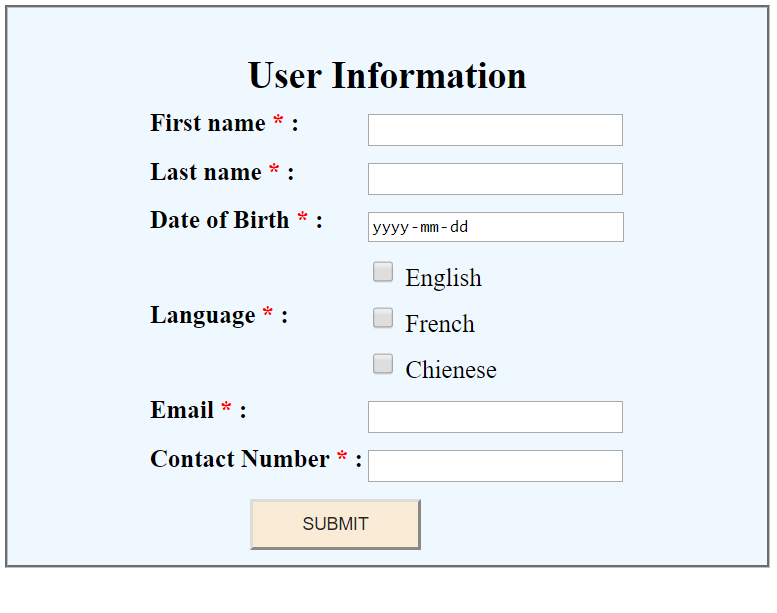 User Information
First name * :
Last name * :
Date of Birth * : yyyy-mm-dd
English
Language * :
French
Chienese
Email * :
Contact Number * :
SUBMIT